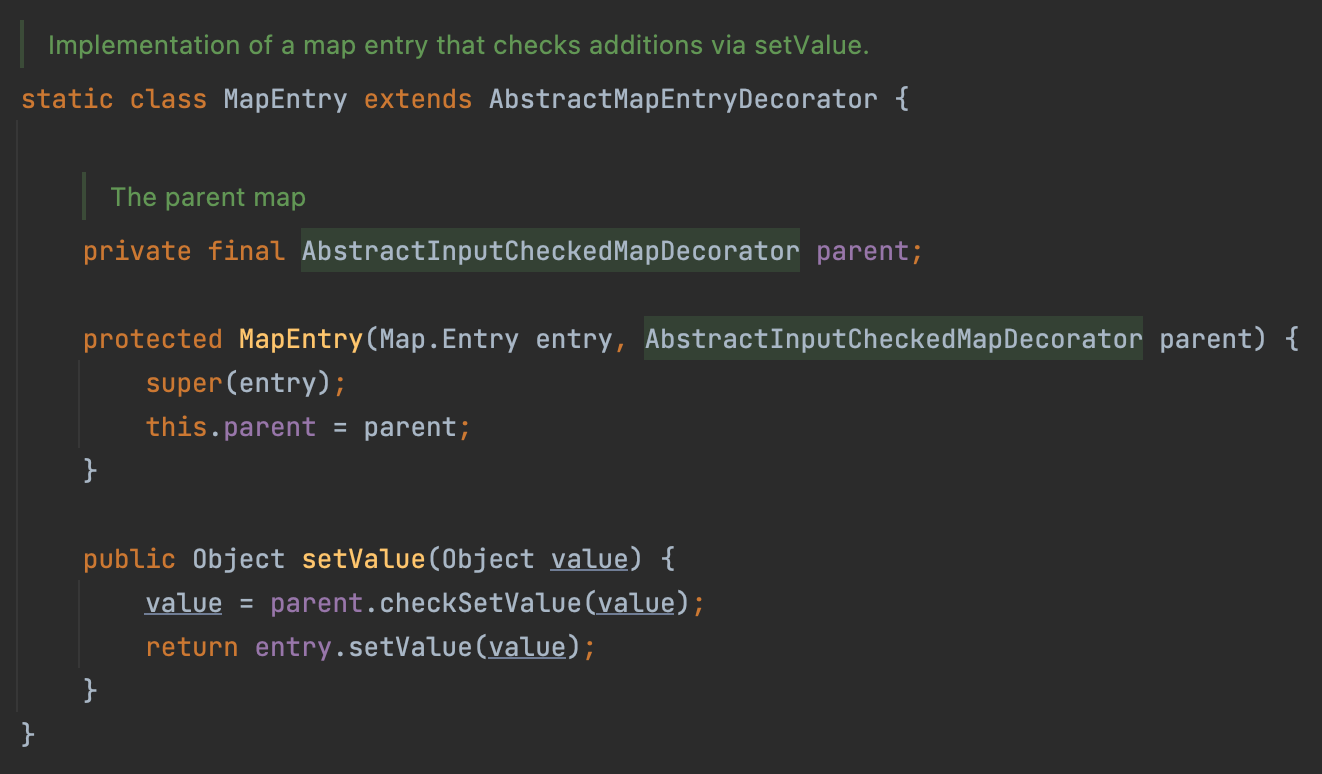 Implementation of a map entry that checks additions via setValue.
static class MapEntry extends AbstractMapEntryDecorator {
The parent map
private final AbstractInputCheckedMapDecorator parent;
protected MapEntry(Map.Entry entry, AbstractInputCheckedMapDecorator parent) {
super(entry);
this.parent = parent;
}
public Object setValue(Object value) {
value = parent.checkSetValue(value);
return entry.setValue(value);
}
}